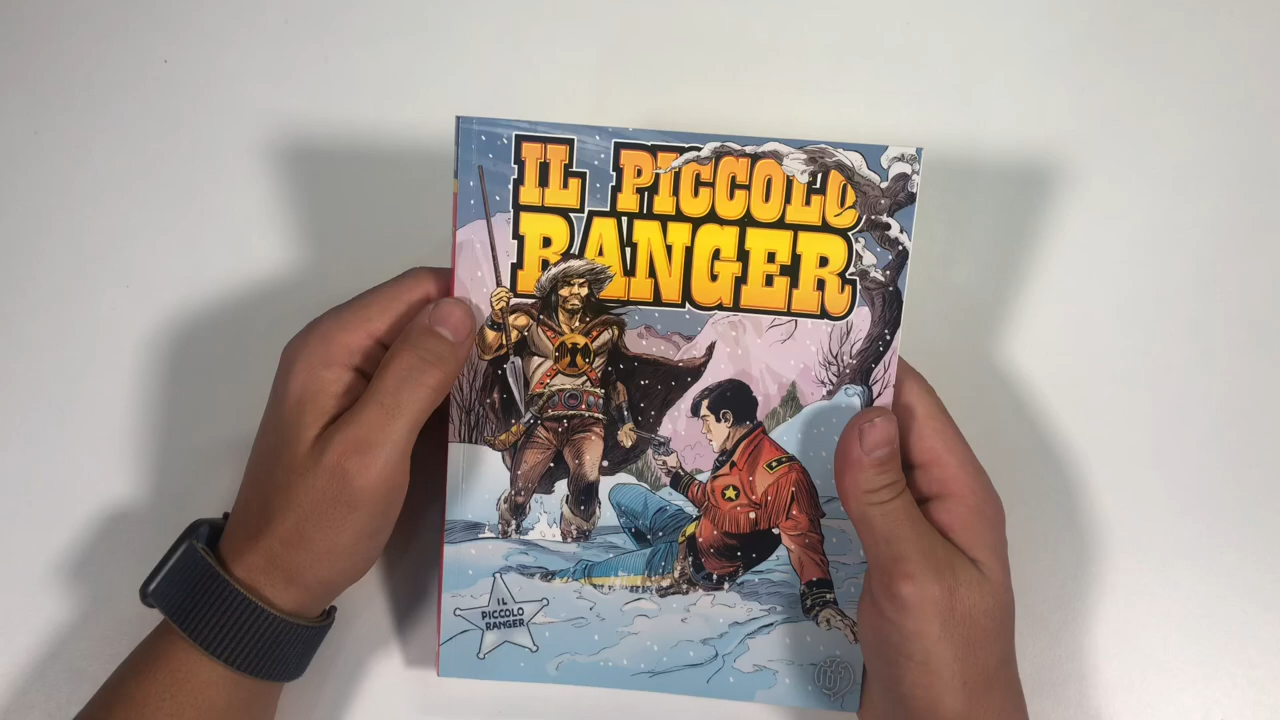 IL PICCOLO
RANGER
IL
PICCOLO
RANGER